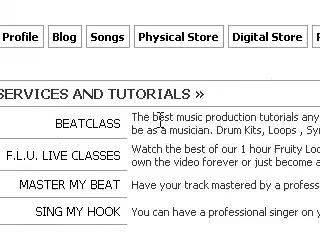 Profile Blog Songs Physical Store Digital Store
SERVICES AND TUTORIALS »
BEATCLASS The best music production tutorials any
be as a musician. Drum Kits, Loops , Syn
F.L.U. LIVE CLASSES Watch the best of our 1 hour Fruity Loo
own the video forever or just become a
MASTER MY BEAT Have your track mastered by a profess
SING MY HOOK You can have a professional singer on y